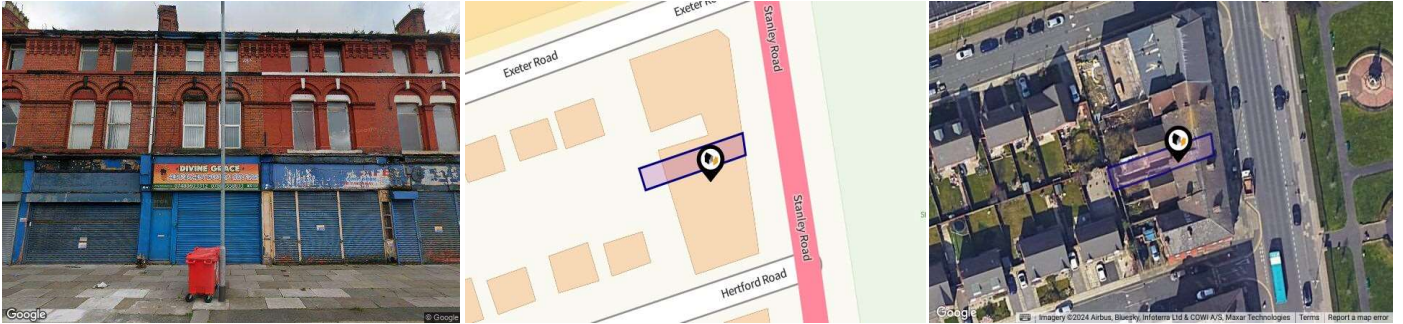 DIVINE GRACE
Google
© Google
Exeter Road
Exeter Ro
Stanley Road
Stanley Road
Hertford Road
Google
Imagery ©2024 Airbus, Bluesky, Infoterra Ltd & COWI A/S, Maxar Technologies
Terms
Report a map error